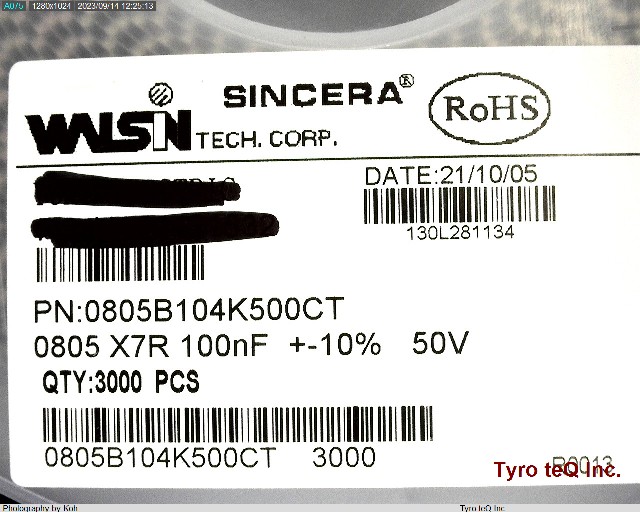 A075 1280x1024 2023/09/14 12:25:13
WALSIN TECH. CORP.
SINCERA®
RoHS
DATE:21/10/05
130L281134
PN:0805B104K500CT
0805 X7R 100nF +-10% 50V
QTY:3000 PCS
0805B104K500CT 3000
R0013
Tyro teQ Inc.
Photography by Koh Tyro teQ Inc